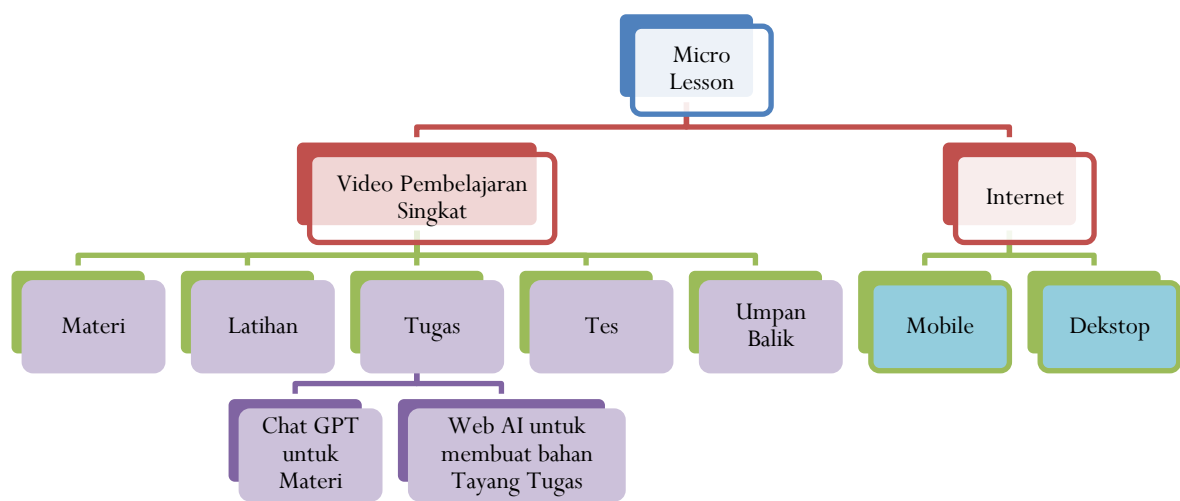 Micro
Lesson
Video Pembelajaran
Singkat
Internet
Materi
Latihan
Tugas
Tes
Umpan
Balik
Mobile
Dekstop
Chat GPT
untuk
Materi
Web AI untuk
membuat bahan
Tayang Tugas